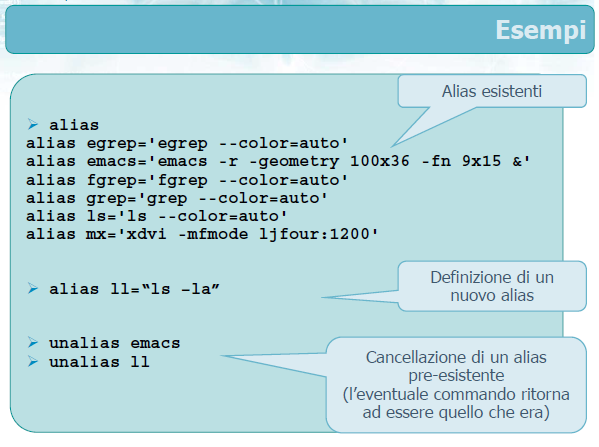 Esempi
Alias esistenti
➢ alias
alias egrep='egrep --color=auto'
alias emacs='emacs -r -geometry 100x36 -fn 9x15 &'
alias fgrep='fgrep --color=auto'
alias grep='grep --color=auto'
alias ls='ls --color=auto'
alias mx='xdvi -mfmode ljfour:1200'
Definizione di un
nuovo alias
➢ alias ll=“ls –la”
➢ unalias emacs
➢ unalias ll
Cancellazione di un alias
pre-esistente
(l’eventuale commando ritorna
ad essere quello che era)